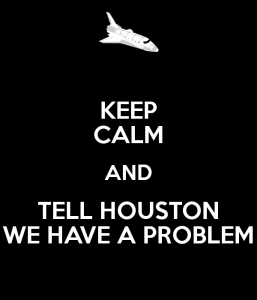 KEEP
CALM
AND
TELL HOUSTON
WE HAVE A PROBLEM